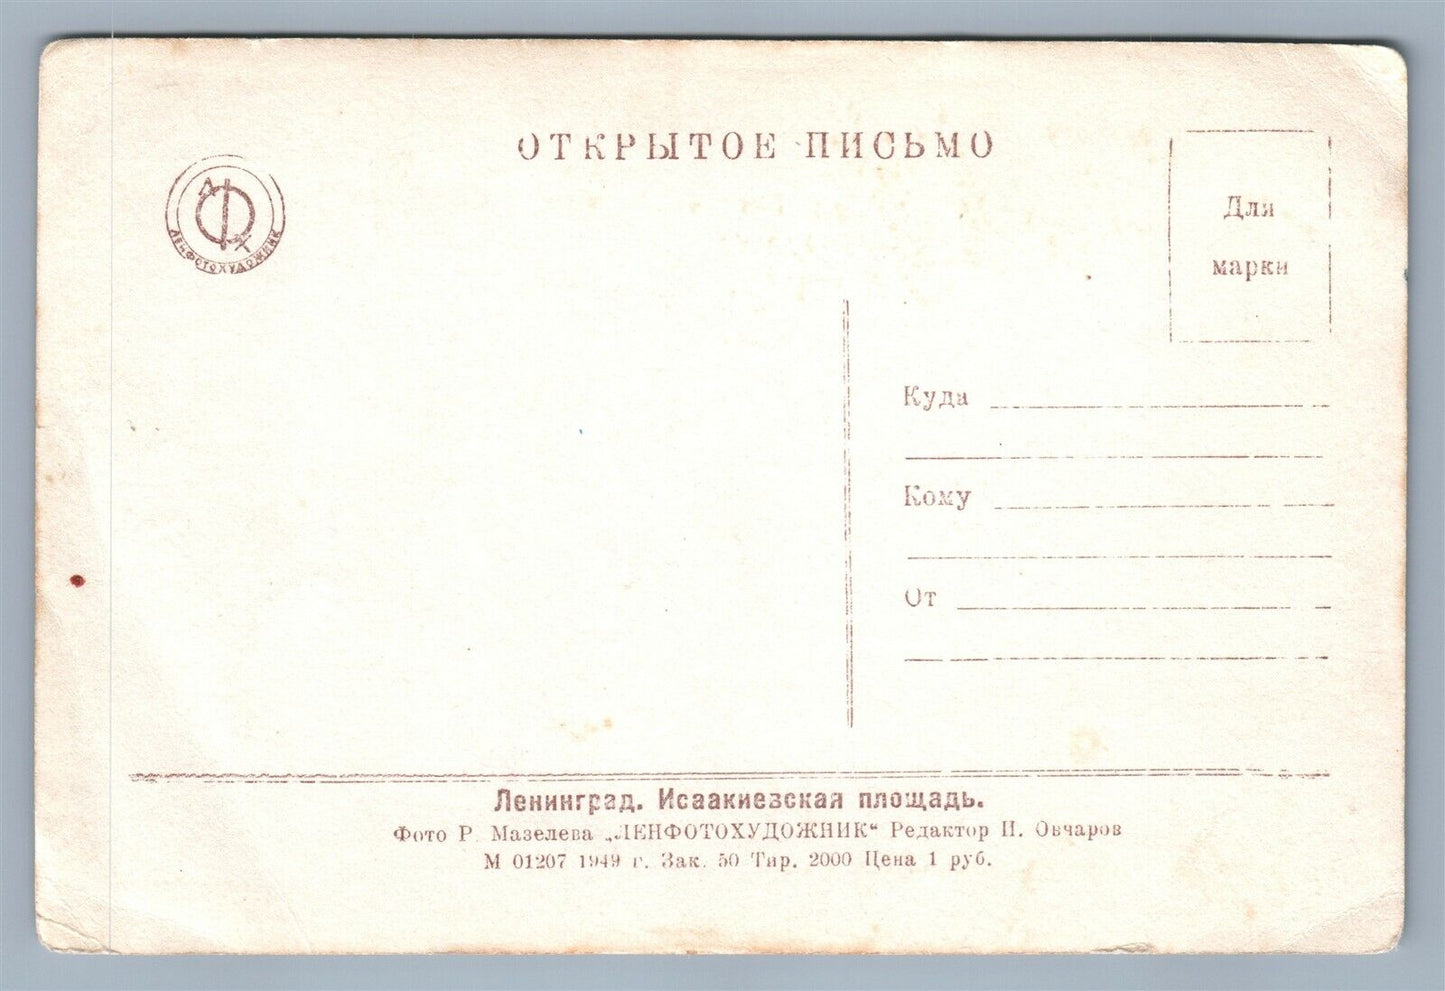 ОТКРЫТОЕ ПИСЬМО
ЛФХ
ЛЕНФОТОХУДОЖНИК
Для
марки
Куда
Кому
От
Ленинград. Исаакиевская площадь.
Фото Р. Мазелева „ЛЕНФОТОХУДОЖНИК“ Редактор И. Овчаров
М 01207 1949 г. Зак. 50 Тир. 2000 Цена 1 руб.